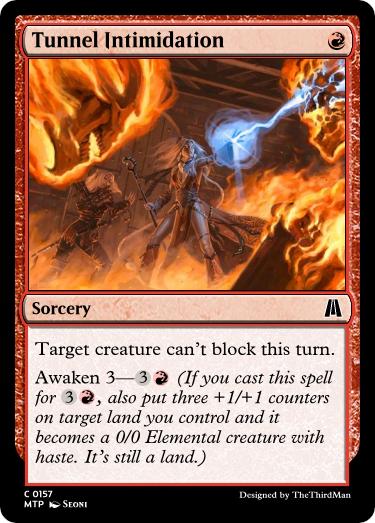 Tunnel Intimidation
Sorcery
Target creature can't block this turn.
Awaken 3—3 (If you cast this spell
for 3 , also put three +1/+1 counters
on target land you control and it
becomes a 0/0 Elemental creature with
haste. It's still a land.)
C 0157
MTP Seoni
Designed by TheThirdMan